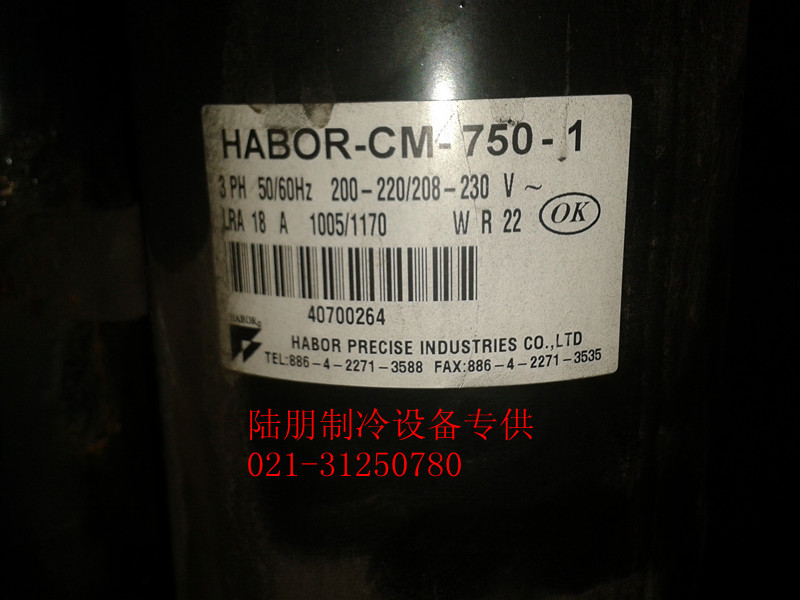 HABOR-CM-750-1
3 PH 50/60Hz 200-220/208-230 V ~
LRA 18 A 1005/1170 W R 22 OK
40700264
HABOR
HABOR PRECISE INDUSTRIES CO.,LTD
TEL:886-4-2271-3588 FAX:886-4-2271-3535
陆朋制冷设备专供
021-31250780